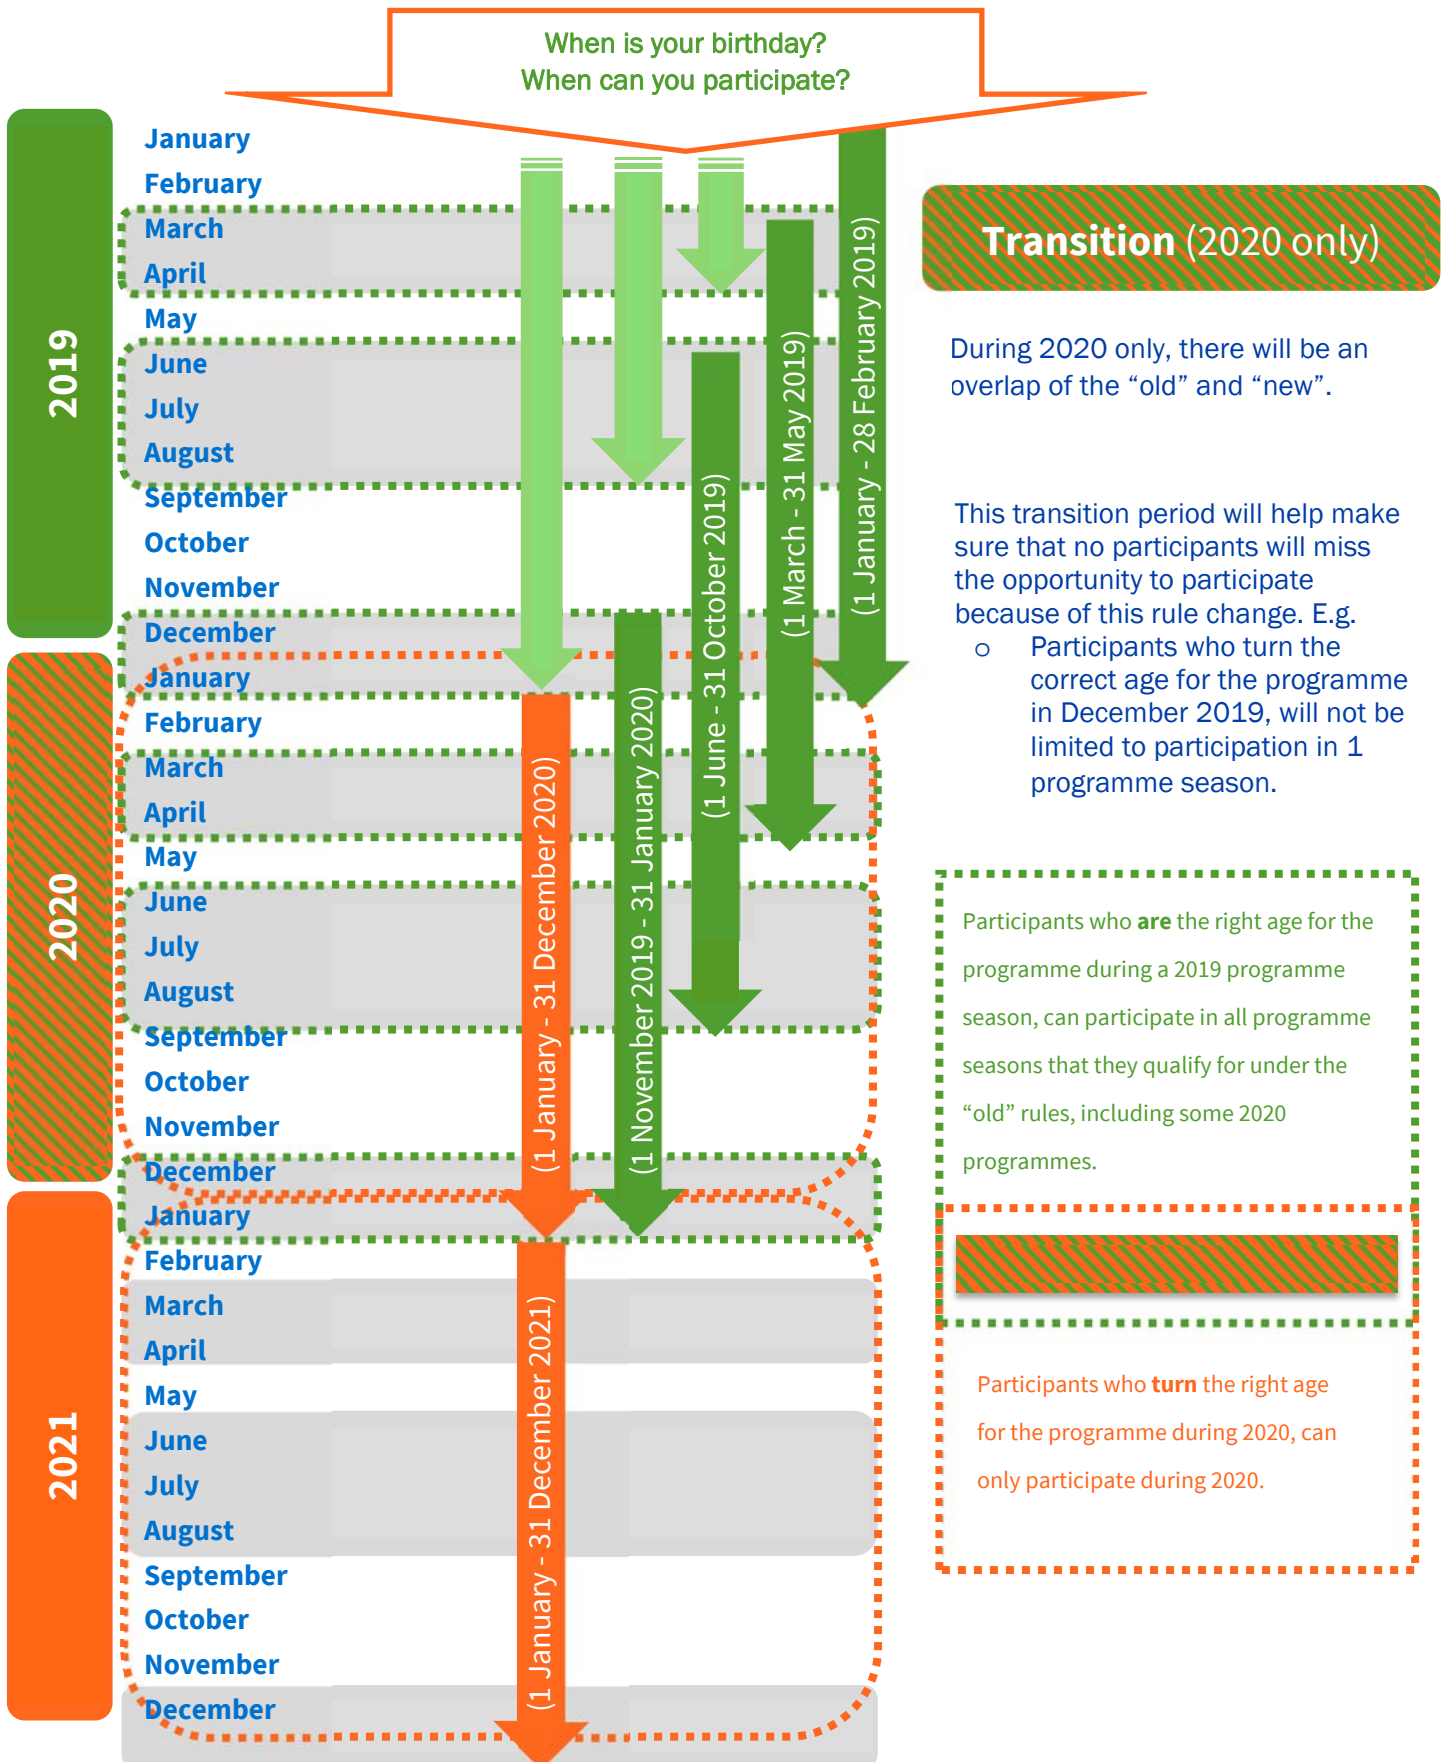 When is your birthday?
When can you participate?
2019
January
February
March
April
May
June
July
August
September
October
November
December
2020
January
February
March
April
May
June
July
August
September
October
November
December
2021
January
February
March
April
May
June
July
August
September
October
November
December
(1 January - 31 December 2020)
(1 January - 31 December 2021)
(1 November 2019 - 31 January 2020)
(1 June - 31 October 2019)
(1 March - 31 May 2019)
(1 January - 28 February 2019)
Transition (2020 only)
During 2020 only, there will be an
overlap of the “old” and “new”.
This transition period will help make
sure that no participants will miss
the opportunity to participate
because of this rule change. E.g.
o Participants who turn the
correct age for the programme
in December 2019, will not be
limited to participation in 1
programme season.
Participants who are the right age for the
programme during a 2019 programme
season, can participate in all programme
seasons that they qualify for under the
“old” rules, including some 2020
programmes.
Participants who turn the right age
for the programme during 2020, can
only participate during 2020.